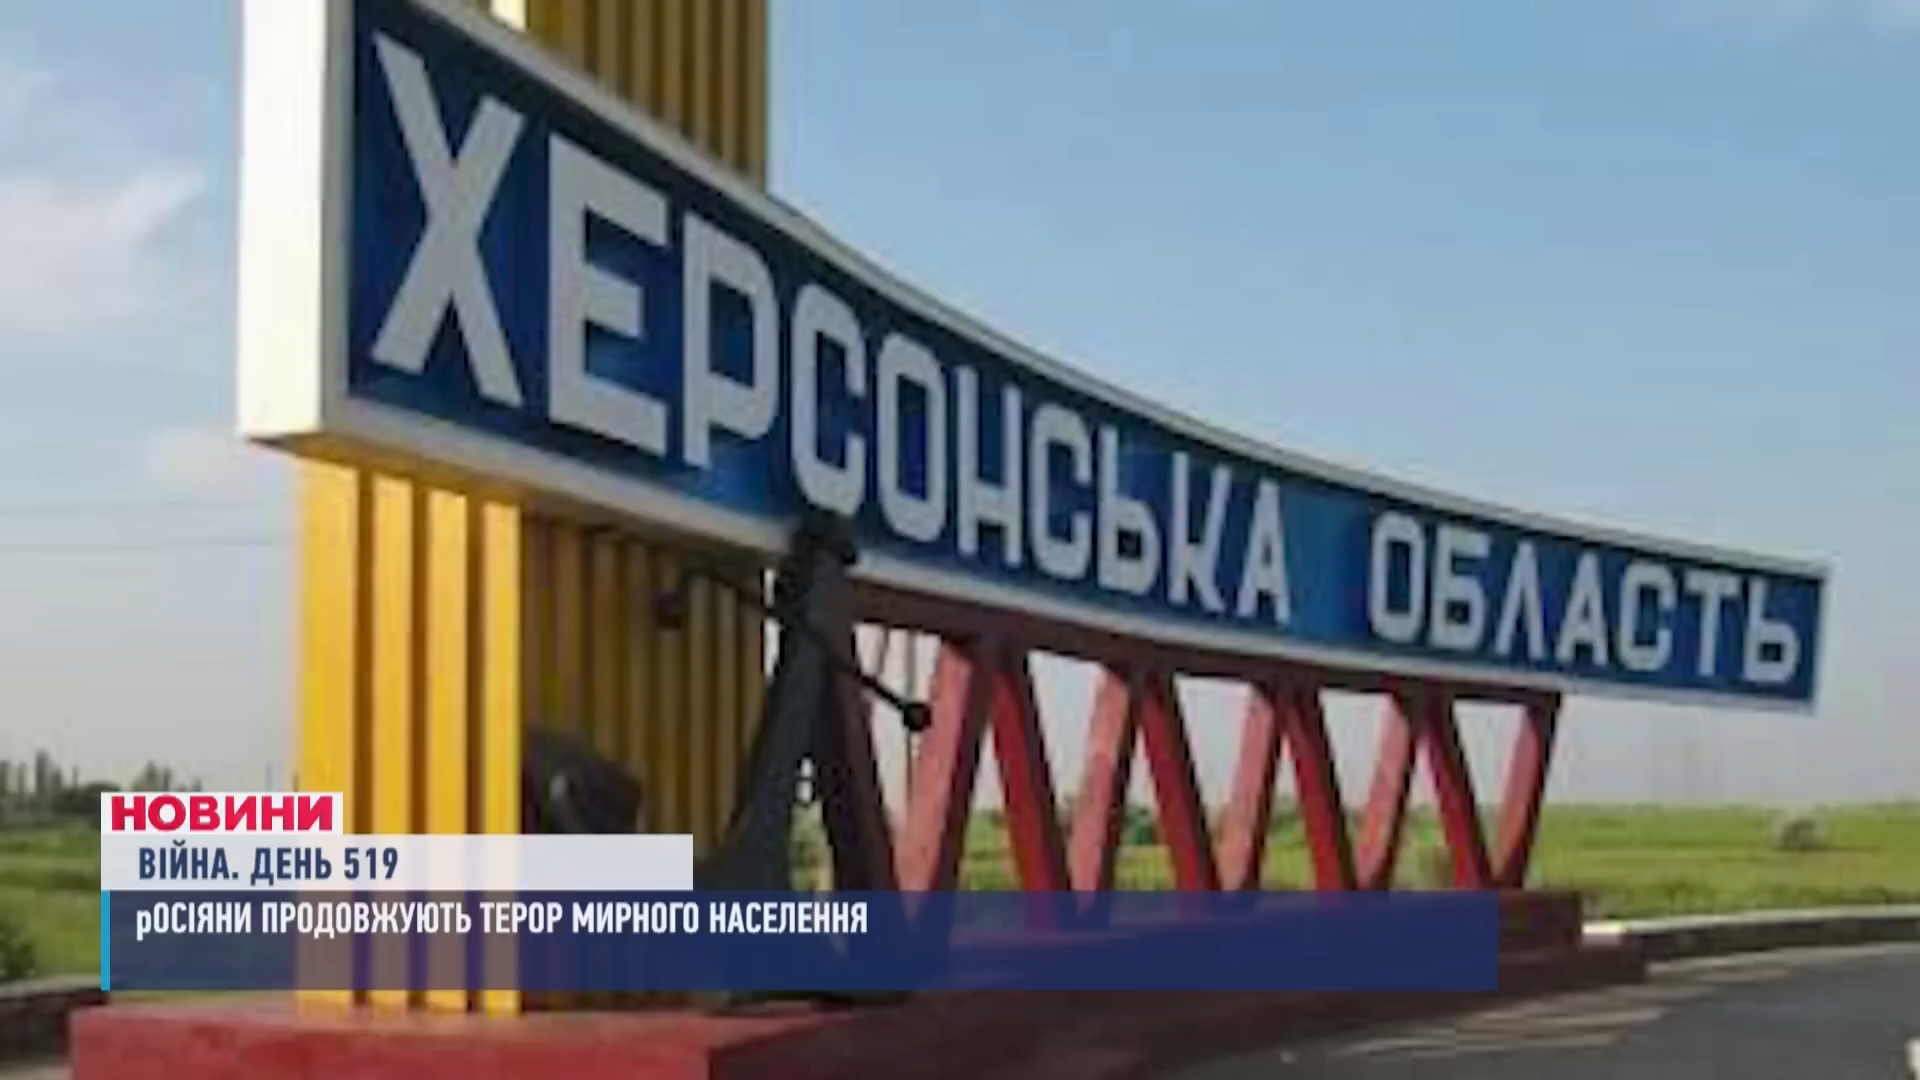 ХЕРСОНСЬКА ОБЛАСТЬ
НОВИНИ
ВІЙНА. ДЕНЬ 519
рОСІЯНИ ПРОДОВЖУЮТЬ ТЕРОР МИРНОГО НАСЕЛЕННЯ